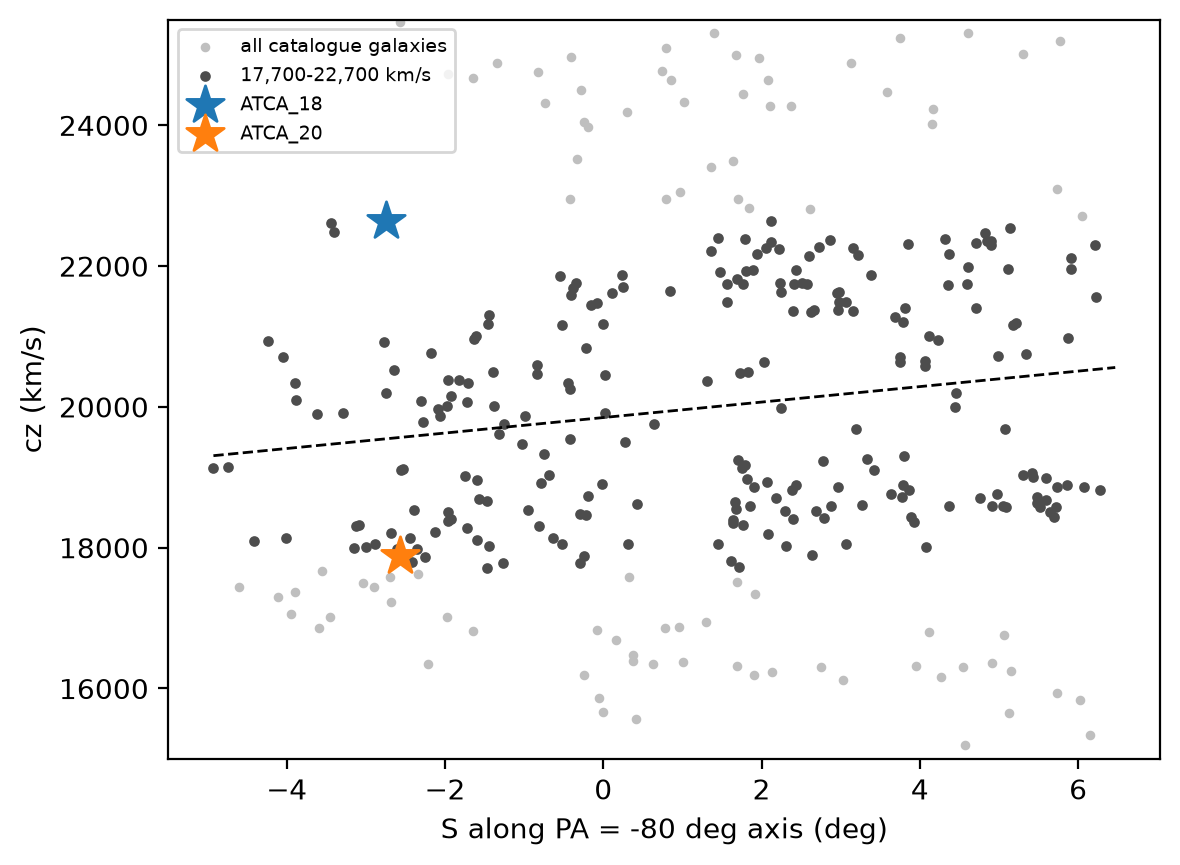 all catalogue galaxies
17,700-22,700 km/s
ATCA_18
ATCA_20
24000
22000
20000
18000
16000
cz (km/s)
−4 −2 0 2 4 6
S along PA = -80 deg axis (deg)